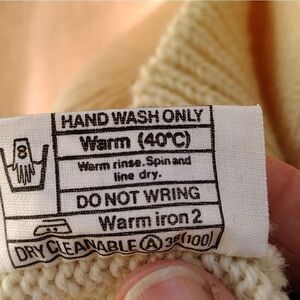 HAND WASH ONLY
8
Warm (40°C)
Warm rinse. Spin and
line dry.
DO NOT WRING
Warm iron 2
DRY CLEANABLE (A)